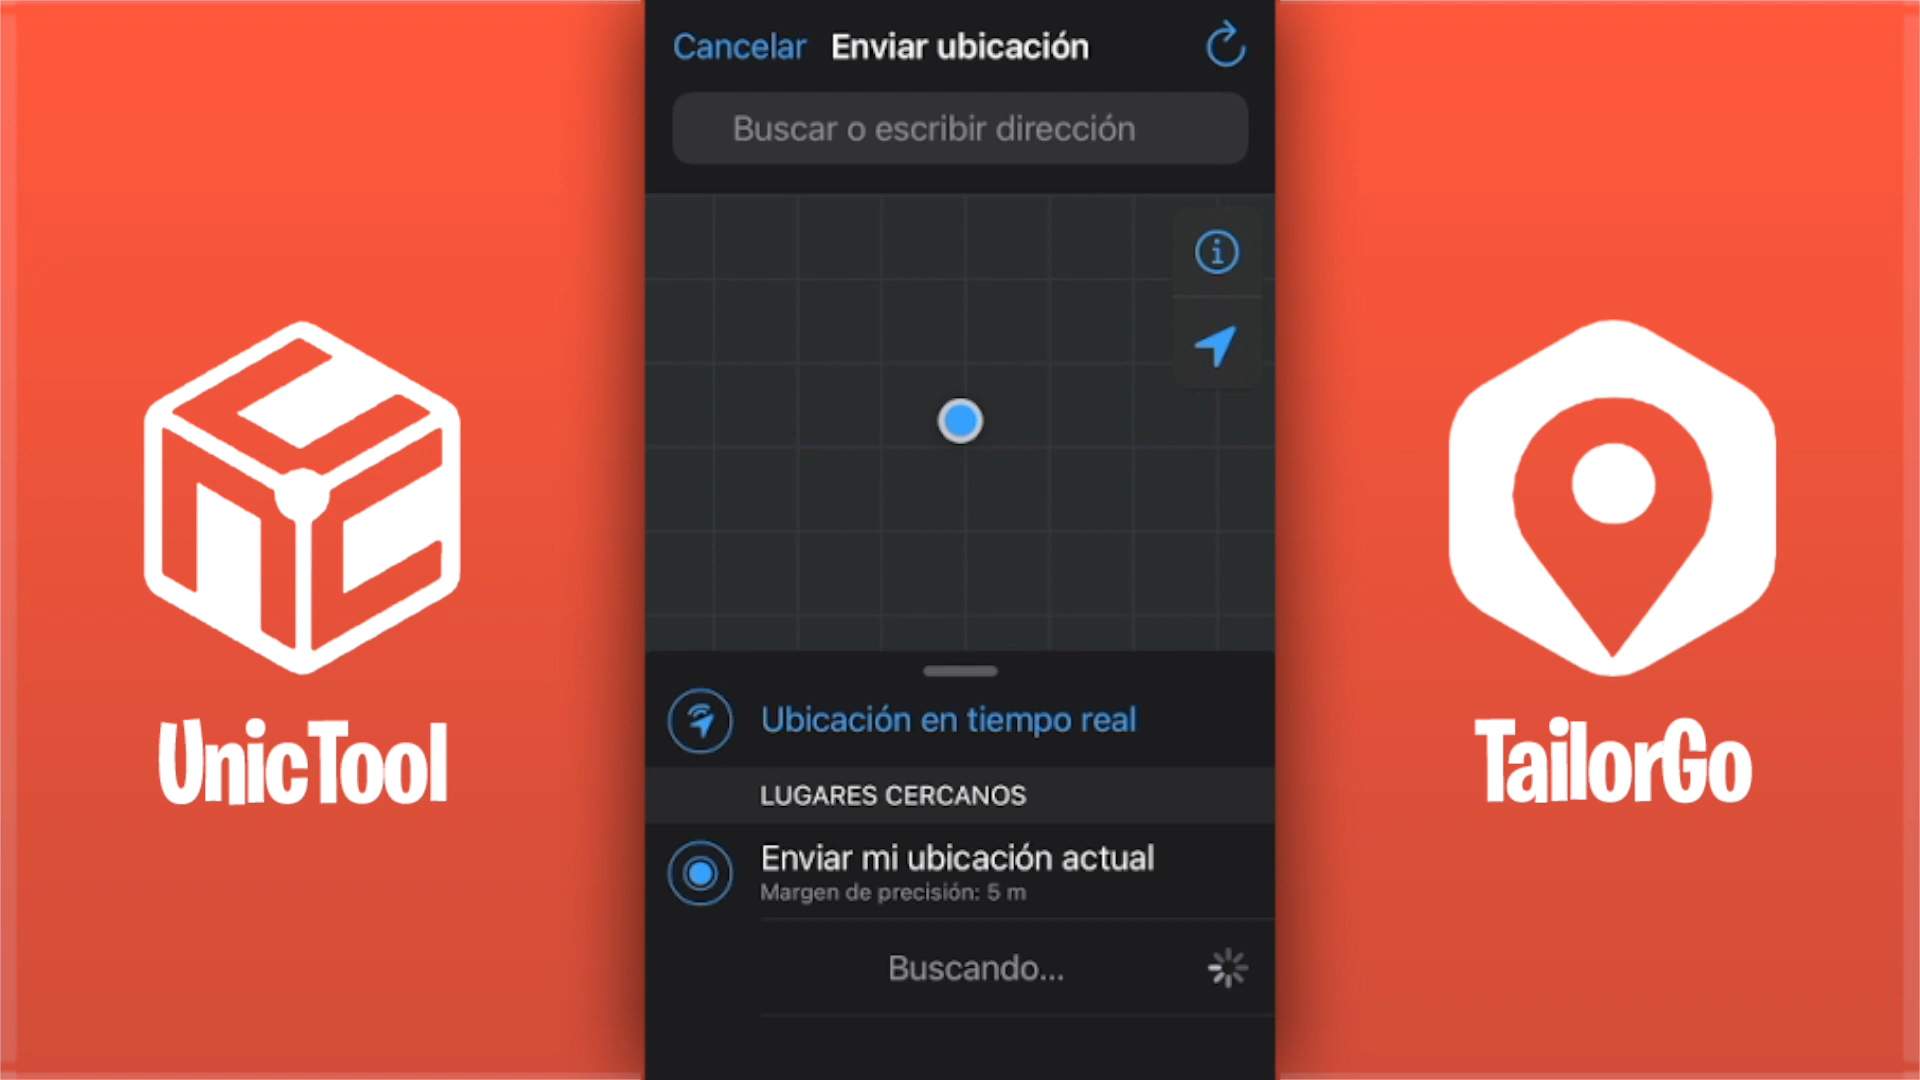 Cancelar Enviar ubicación
Buscar o escribir dirección
Ubicación en tiempo real
LUGARES CERCANOS
Enviar mi ubicación actual
Margen de precisión: 5 m
Buscando...
UnicTool
TailorGo